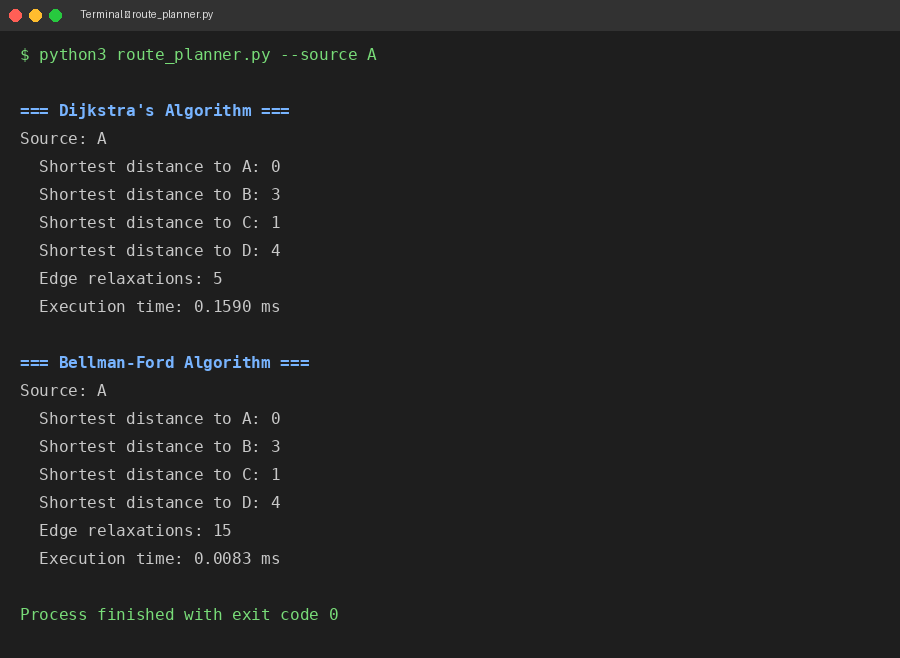 Terminal route_planner.py
$ python3 route_planner.py --source A
=== Dijkstra's Algorithm ===
Source: A
Shortest distance to A: 0
Shortest distance to B: 3
Shortest distance to C: 1
Shortest distance to D: 4
Edge relaxations: 5
Execution time: 0.1590 ms
=== Bellman-Ford Algorithm ===
Source: A
Shortest distance to A: 0
Shortest distance to B: 3
Shortest distance to C: 1
Shortest distance to D: 4
Edge relaxations: 15
Execution time: 0.0083 ms
Process finished with exit code 0